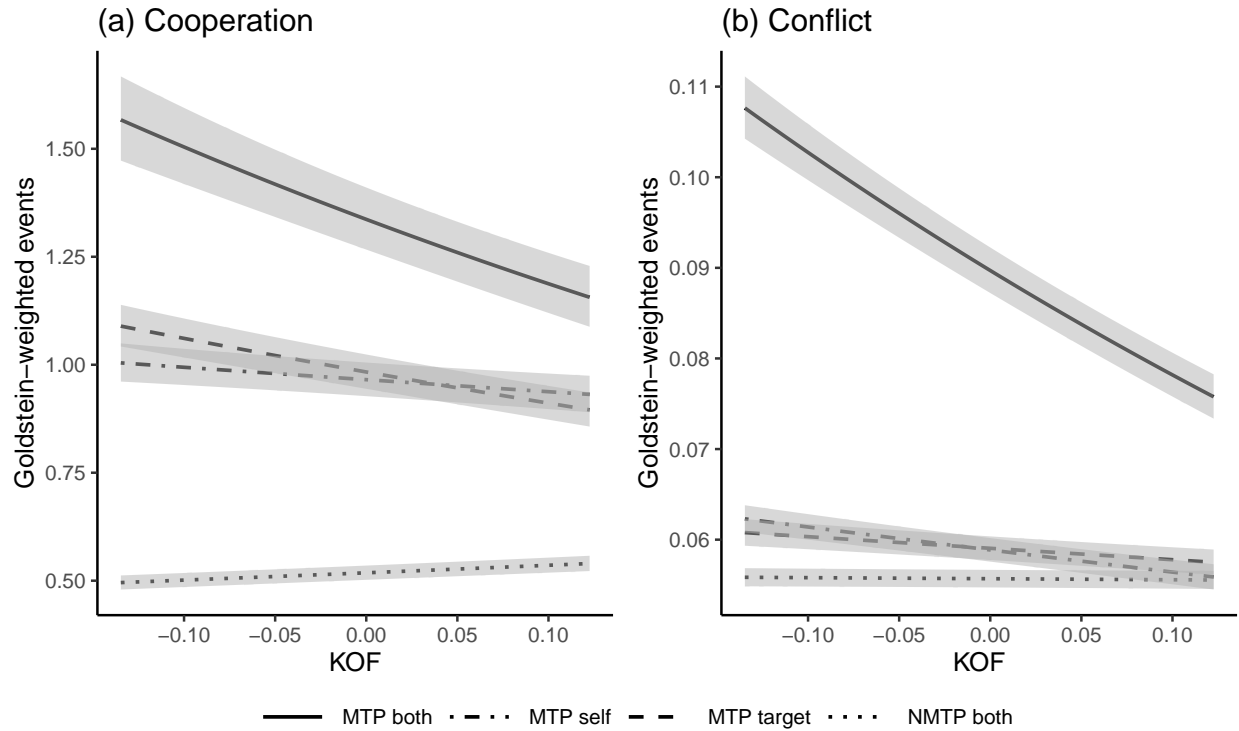 (a) Cooperation
Goldstein−weighted events
1.50
1.25
1.00
0.75
0.50
−0.10 −0.05 0.00 0.05 0.10
KOF
(b) Conflict
Goldstein−weighted events
0.11
0.10
0.09
0.08
0.07
0.06
−0.10 −0.05 0.00 0.05 0.10
KOF
MTP both MTP self MTP target NMTP both